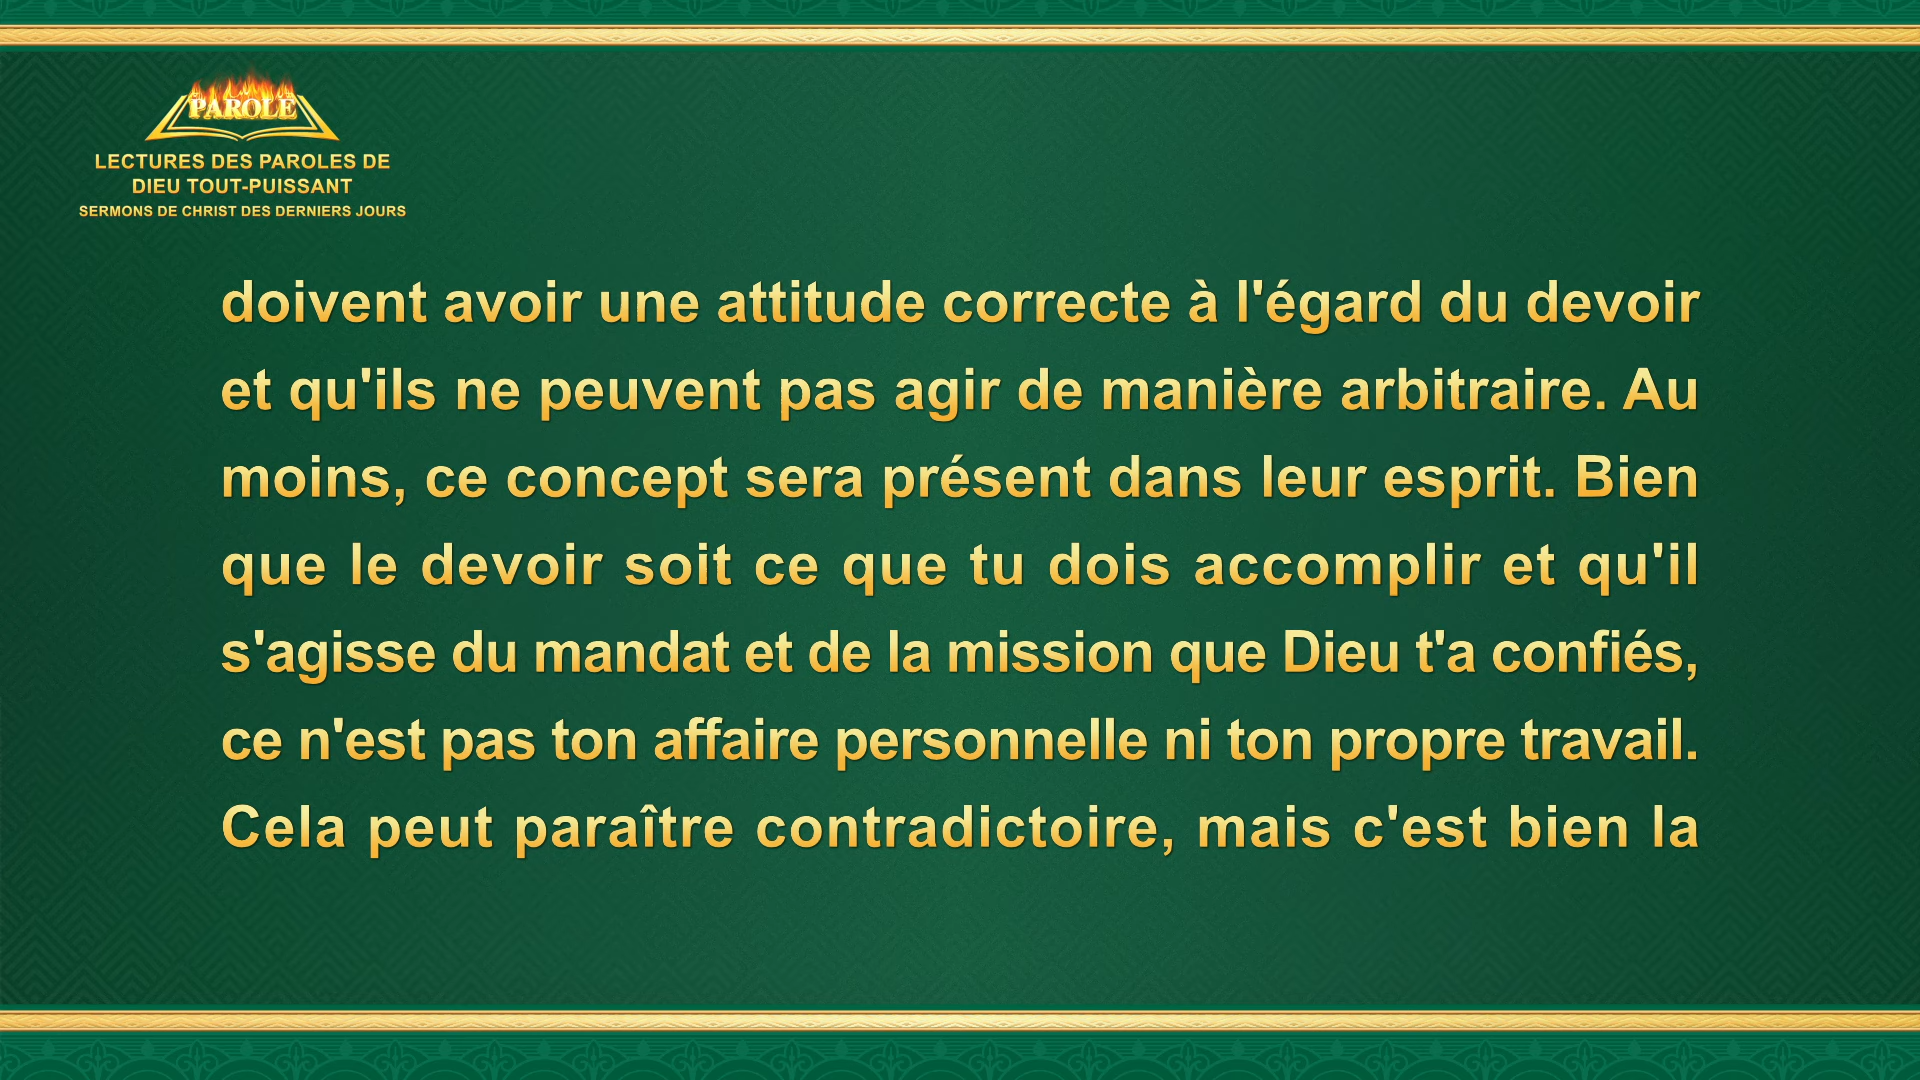 PAROLE
LECTURES DES PAROLES DE
DIEU TOUT-PUISSANT
SERMONS DE CHRIST DES DERNIERS JOURS
doivent avoir une attitude correcte à l'égard du devoir
et qu'ils ne peuvent pas agir de manière arbitraire. Au
moins, ce concept sera présent dans leur esprit. Bien
que le devoir soit ce que tu dois accomplir et qu'il
s'agisse du mandat et de la mission que Dieu t'a confiés,
ce n'est pas ton affaire personnelle ni ton propre travail.
Cela peut paraître contradictoire, mais c'est bien la